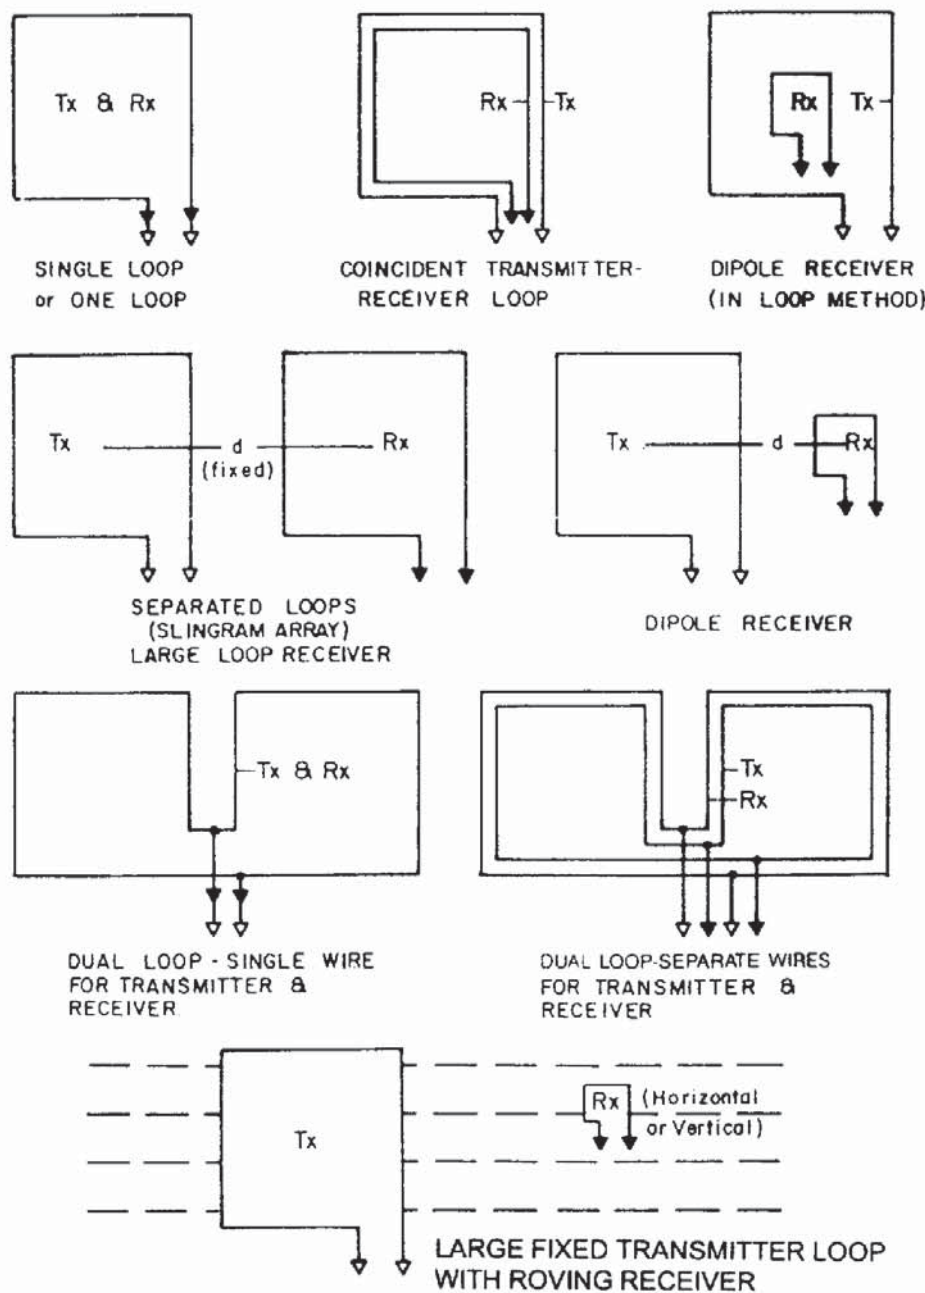 Tx & Rx
Rx
Tx
Rx
Tx
SINGLE LOOP
or ONE LOOP
COINCIDENT TRANSMITTER-
RECEIVER LOOP
DIPOLE RECEIVER
(IN LOOP METHOD)
Tx
d
(fixed)
Rx
Tx
d
Rx
SEPARATED LOOPS
(SLINGRAM ARRAY)
LARGE LOOP RECEIVER
DIPOLE RECEIVER
Tx & Rx
Tx
Rx
DUAL LOOP - SINGLE WIRE
FOR TRANSMITTER &
RECEIVER
DUAL LOOP-SEPARATE WIRES
FOR TRANSMITTER &
RECEIVER
Tx
Rx
(Horizontal
or Vertical)
LARGE FIXED TRANSMITTER LOOP
WITH ROVING RECEIVER